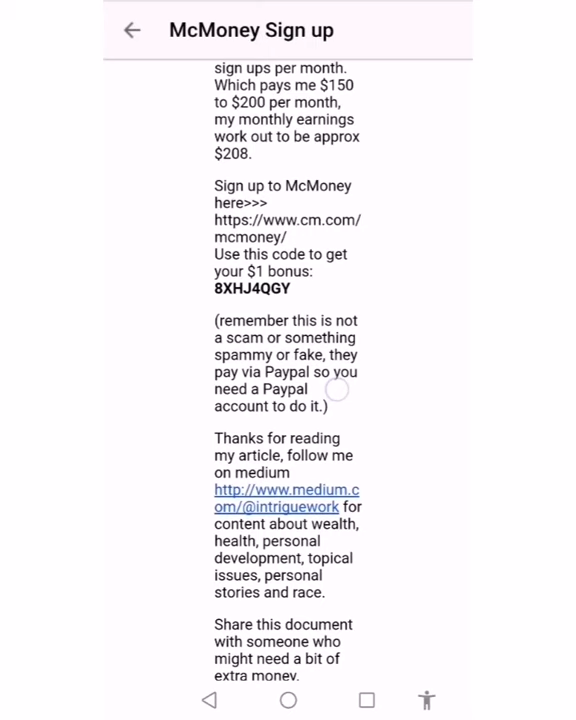 McMoney Sign up
sign ups per month.
Which pays me $150
to $200 per month,
my monthly earnings
work out to be approx
$208.
Sign up to McMoney
here>>>
https://www.cm.com/
mcmoney/
Use this code to get
your $1 bonus:
8XHJ4QGY
(remember this is not
a scam or something
spammy or fake, they
pay via Paypal so you
need a Paypal
account to do it.)
Thanks for reading
my article, follow me
on medium
http://www.medium.c
om/@intriguework for
content about wealth,
health, personal
development, topical
issues, personal
stories and race.
Share this document
with someone who
might need a bit of
extra money.